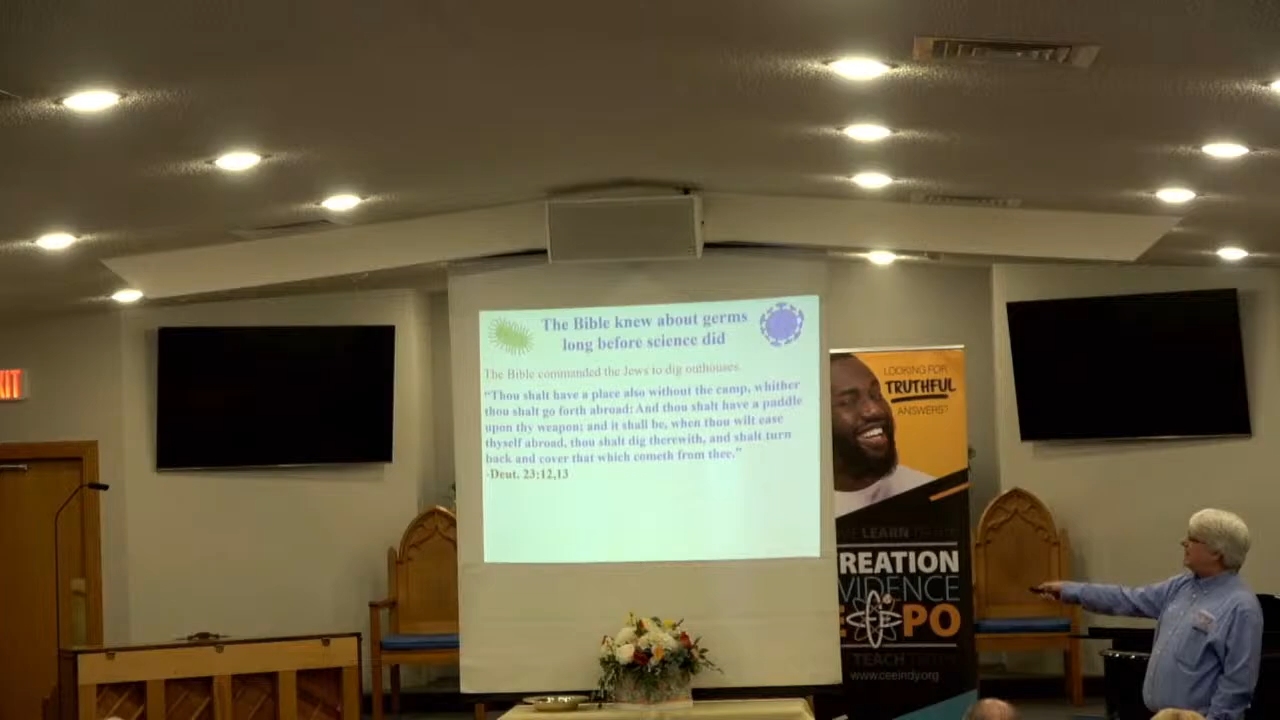 The Bible knew about germs
long before science did
The Bible commanded the Jews to dig outhouses.
“Thou shalt have a place also without the camp, whither
thou shalt go forth abroad: And thou shalt have a paddle
upon thy weapon; and it shall be, when thou wilt ease
thyself abroad, thou shalt dig therewith, and shalt turn
back and cover that which cometh from thee.”
-Deut. 23:12,13
LOOKING FOR
TRUTHFUL
ANSWERS?
LEARN
REATION
VIDENCE
E PO
TEACH
www.ceeindy.org
XIT